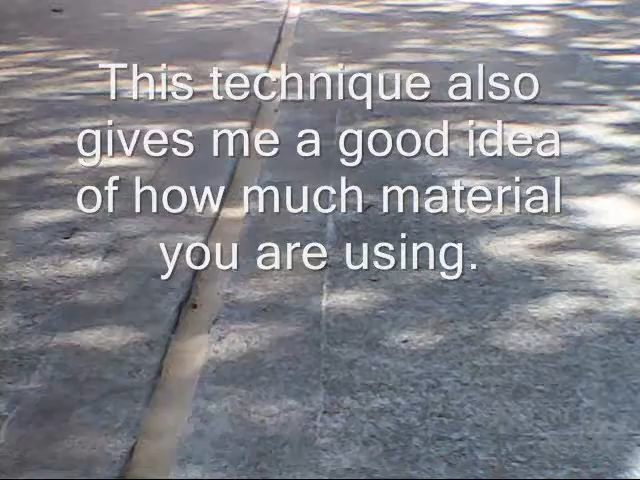 This technique also
gives me a good idea
of how much material
you are using.